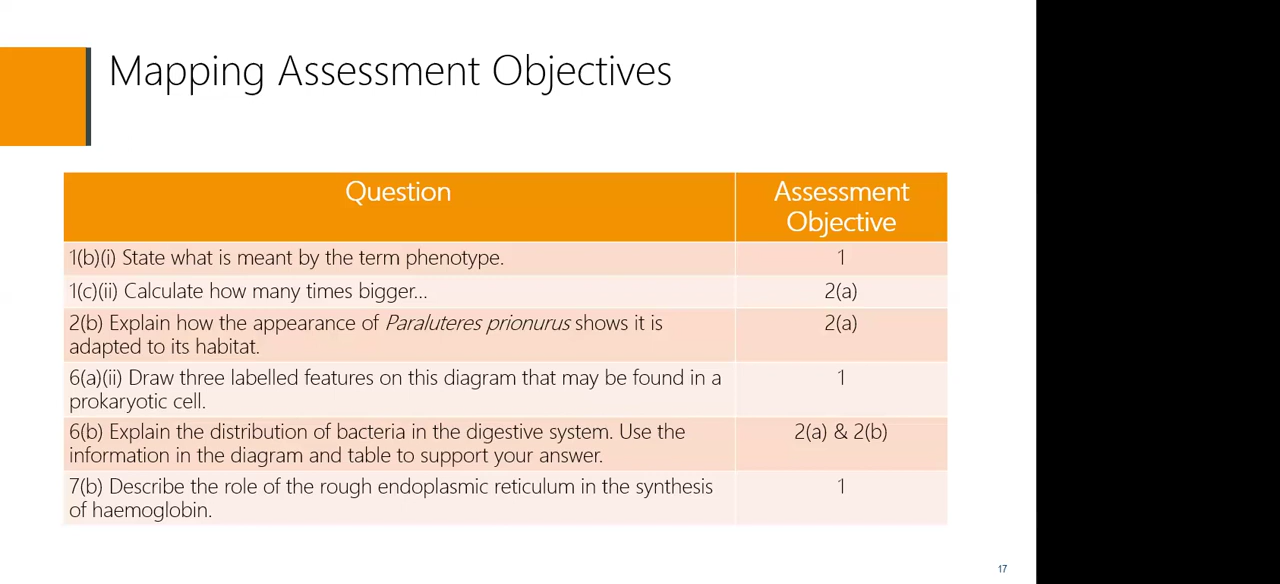 Mapping Assessment Objectives
Question
Assessment
Objective
1(b)(i) State what is meant by the term phenotype.
1
1(c)(ii) Calculate how many times bigger...
2(a)
2(b) Explain how the appearance of Paraluteres prionurus shows it is
adapted to its habitat.
2(a)
6(a)(ii) Draw three labelled features on this diagram that may be found in a
prokaryotic cell.
1
6(b) Explain the distribution of bacteria in the digestive system. Use the
information in the diagram and table to support your answer.
2(a) & 2(b)
7(b) Describe the role of the rough endoplasmic reticulum in the synthesis
of haemoglobin.
1
17